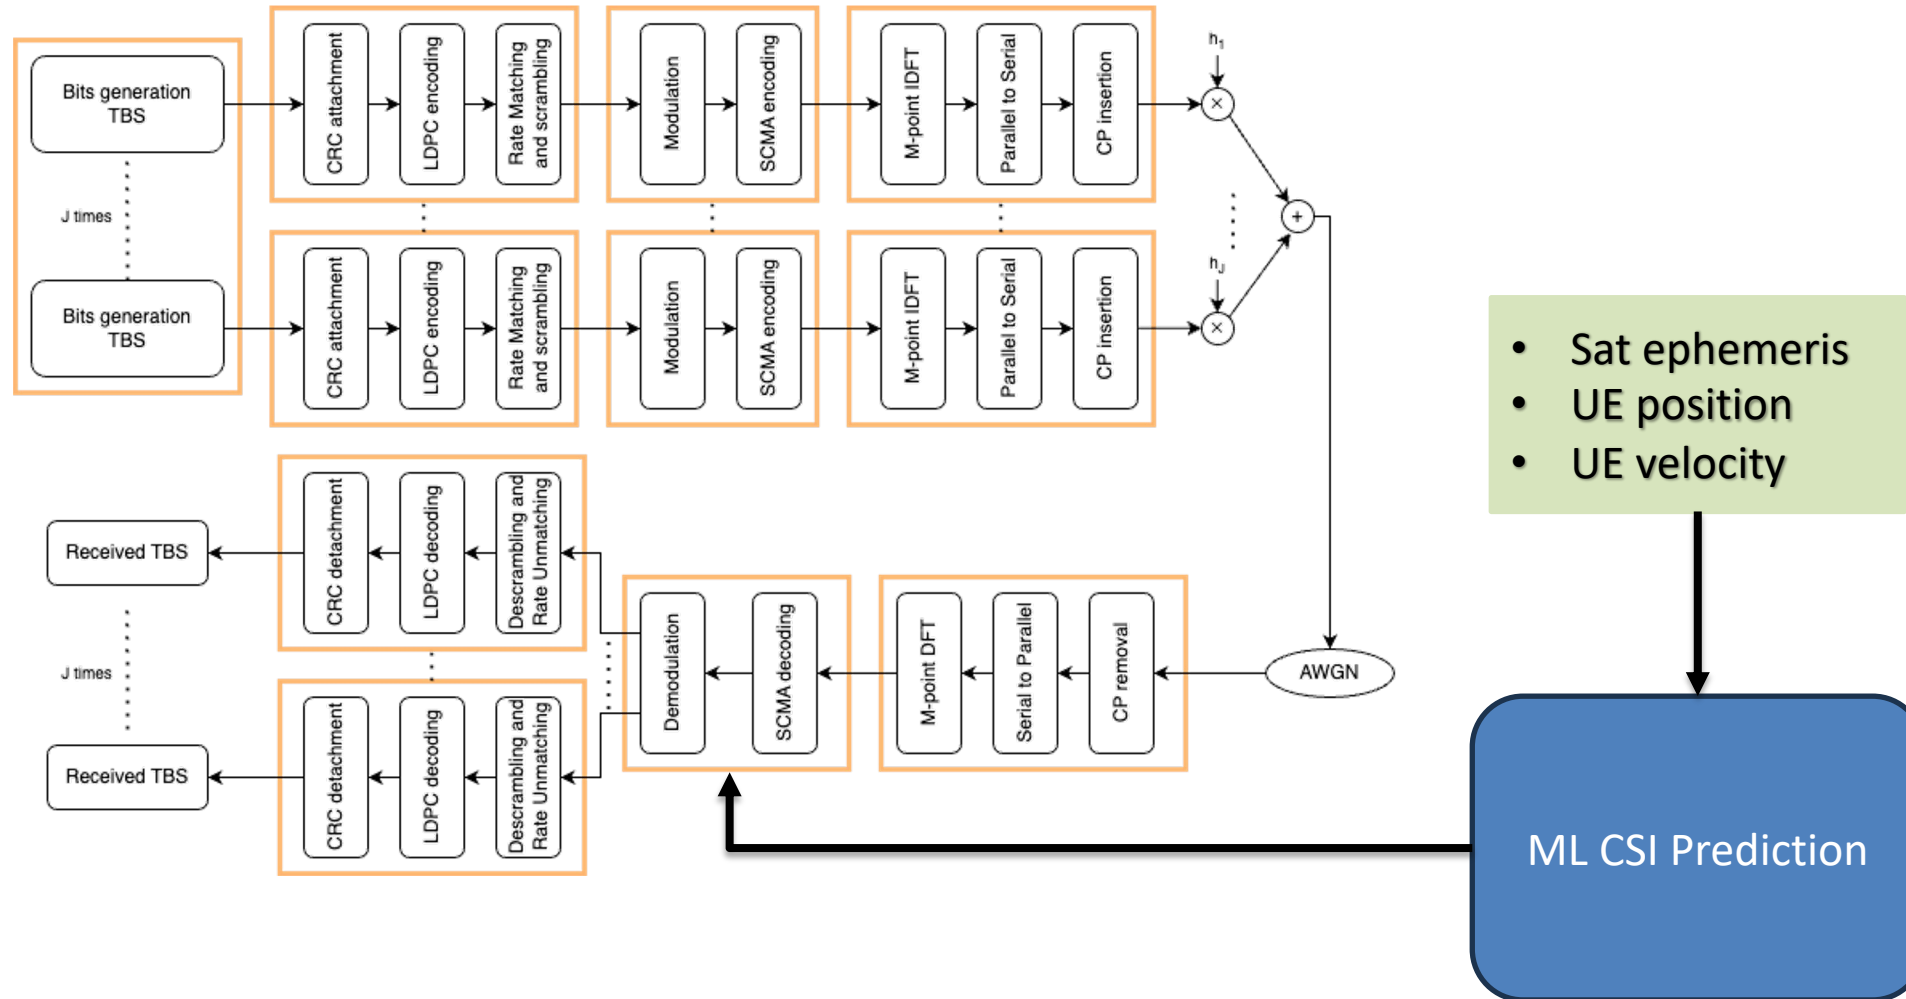 Bits generation
TBS
CRC attachment
LDPC encoding
Rate Matching
and scrambling
Modulation
SCMA encoding
M-point IDFT
Parallel to Serial
CP insertion
h1
×
J times
+
Bits generation
TBS
CRC attachment
LDPC encoding
Rate Matching
and scrambling
Modulation
SCMA encoding
M-point IDFT
Parallel to Serial
CP insertion
hJ
×
• Sat ephemeris
• UE position
• UE velocity
Received TBS
CRC detachment
LDPC decoding
Descrambling and
Rate Unmatching
Demodulation
SCMA decoding
M-point DFT
Serial to Parallel
CP removal
AWGN
J times
Received TBS
CRC detachment
LDPC decoding
Descrambling and
Rate Unmatching
ML CSI Prediction